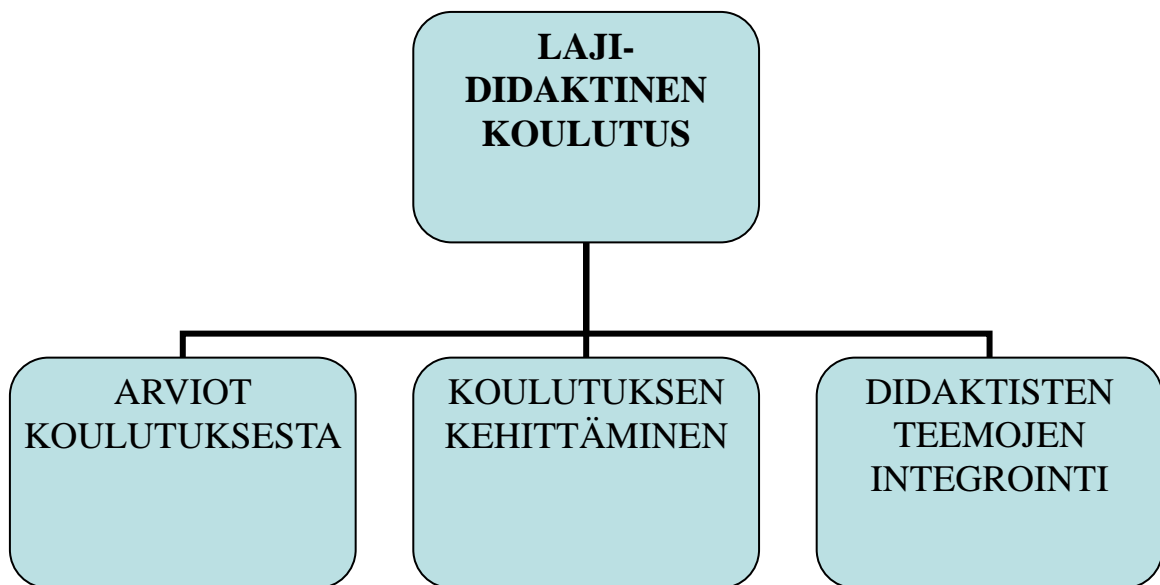 LAJI-
DIDAKTINEN
KOULUTUS
ARVIOT
KOULUTUKSESTA
KOULUTUKSEN
KEHITTÄMINEN
DIDAKTISTEN
TEEMOJEN
INTEGROINTI